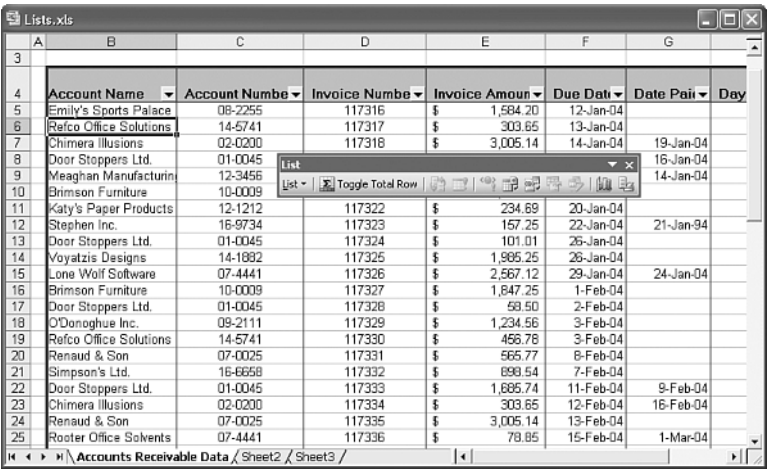 Lists.xls
A B C D E F G
3
4 Account Name Account Numbe Invoice Numbe Invoice Amoun Due Date Date Paid Day
5 Emily's Sports Palace 08-2255 117316 $ 1,584.20 12-Jan-04
6 Refco Office Solutions 14-5741 117317 $ 303.65 13-Jan-04
7 Chimera Illusions 02-0200 117318 $ 3,005.14 14-Jan-04 19-Jan-04
8 Door Stoppers Ltd. 01-0045 16-Jan-04
List
9 Meaghan Manufacturin 12-3456 14-Jan-04
List Σ Toggle Total Row
10 Brimson Furniture 10-0009
11 Katy's Paper Products 12-1212 117322 $ 234.69 20-Jan-04
12 Stephen Inc. 16-9734 117323 $ 157.25 22-Jan-04 21-Jan-94
13 Door Stoppers Ltd. 01-0045 117324 $ 101.01 26-Jan-04
14 Voyatzis Designs 14-1882 117325 $ 1,985.25 26-Jan-04
15 Lone Wolf Software 07-4441 117326 $ 2,567.12 29-Jan-04 24-Jan-04
16 Brimson Furniture 10-0009 117327 $ 1,847.25 1-Feb-04
17 Door Stoppers Ltd. 01-0045 117328 $ 58.50 2-Feb-04
18 O'Donoghue Inc. 09-2111 117329 $ 1,234.56 3-Feb-04
19 Refco Office Solutions 14-5741 117330 $ 456.78 3-Feb-04
20 Renaud & Son 07-0025 117331 $ 565.77 8-Feb-04
21 Simpson's Ltd. 16-6658 117332 $ 898.54 7-Feb-04
22 Door Stoppers Ltd. 01-0045 117333 $ 1,685.74 11-Feb-04 9-Feb-04
23 Chimera Illusions 02-0200 117334 $ 303.65 12-Feb-04 16-Feb-04
24 Renaud & Son 07-0025 117335 $ 3,005.14 13-Feb-04
25 Rooter Office Solvents 07-4441 117336 $ 78.85 15-Feb-04 1-Mar-04
Accounts Receivable Data / Sheet2 / Sheet3 /